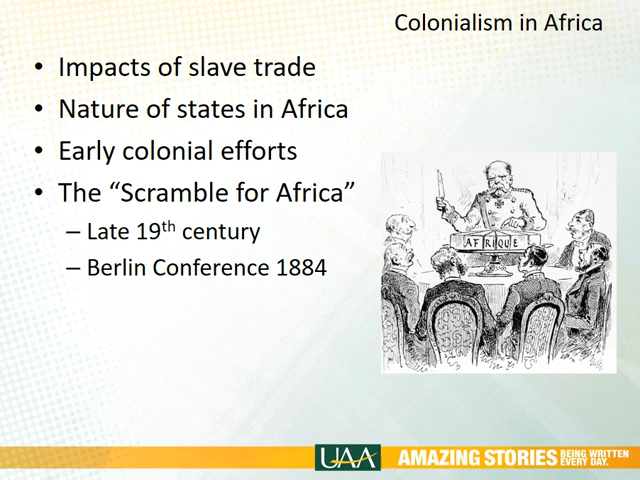 Colonialism in Africa
• Impacts of slave trade
• Nature of states in Africa
• Early colonial efforts
• The “Scramble for Africa”
– Late 19th century
– Berlin Conference 1884
AFRIQUE
UAA
AMAZING STORIES
BEING WRITTEN
EVERY DAY.